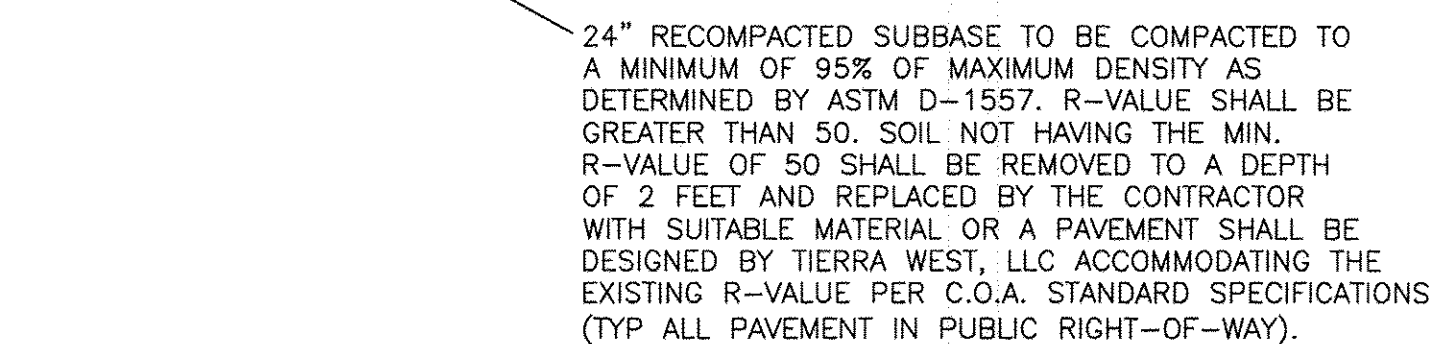 24" RECOMPACTED SUBBASE TO BE COMPACTED TO
A MINIMUM OF 95% OF MAXIMUM DENSITY AS
DETERMINED BY ASTM D-1557. R-VALUE SHALL BE
GREATER THAN 50. SOIL NOT HAVING THE MIN.
R-VALUE OF 50 SHALL BE REMOVED TO A DEPTH
OF 2 FEET AND REPLACED BY THE CONTRACTOR
WITH SUITABLE MATERIAL OR A PAVEMENT SHALL BE
DESIGNED BY TIERRA WEST, LLC ACCOMMODATING THE
EXISTING R-VALUE PER C.O.A. STANDARD SPECIFICATIONS
(TYP ALL PAVEMENT IN PUBLIC RIGHT-OF-WAY).